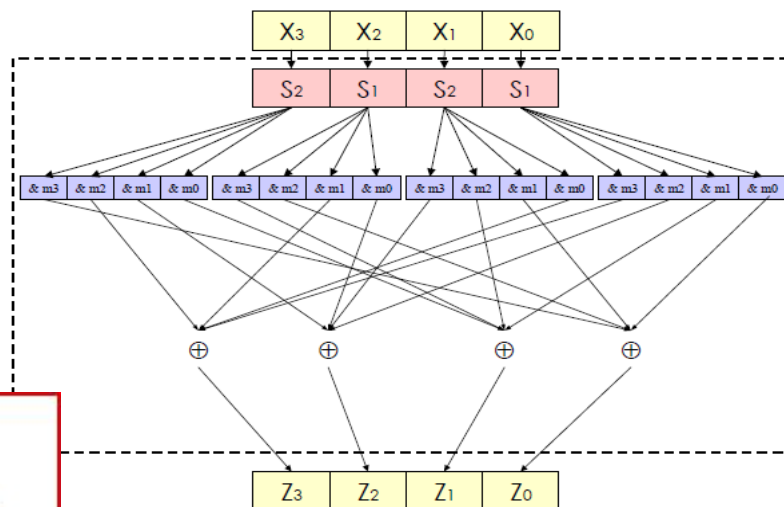 X3 X2 X1 X0
S2 S1 S2 S1
& m3 & m2 & m1 & m0 & m3 & m2 & m1 & m0 & m3 & m2 & m1 & m0 & m3 & m2 & m1 & m0
⊕ ⊕ ⊕ ⊕
Z3 Z2 Z1 Z0